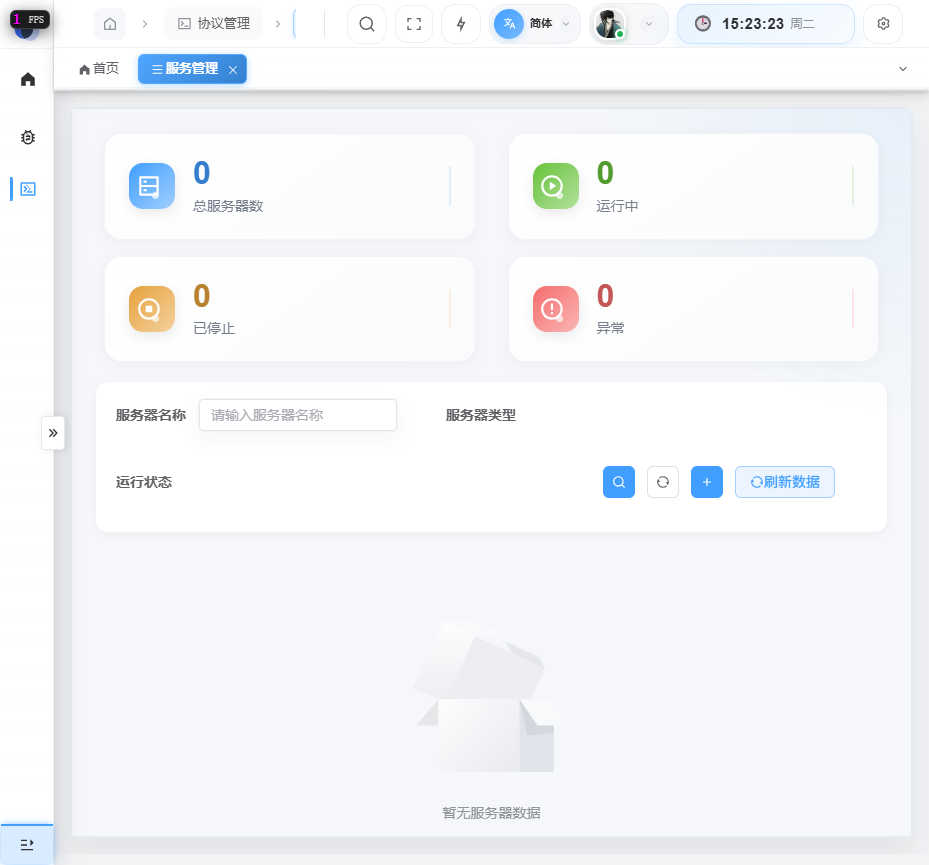 1 FPS
协议管理
简体
15:23:23 周二
首页
服务管理
0
总服务器数
0
运行中
0
已停止
0
异常
服务器名称
请输入服务器名称
服务器类型
运行状态
刷新数据
暂无服务器数据